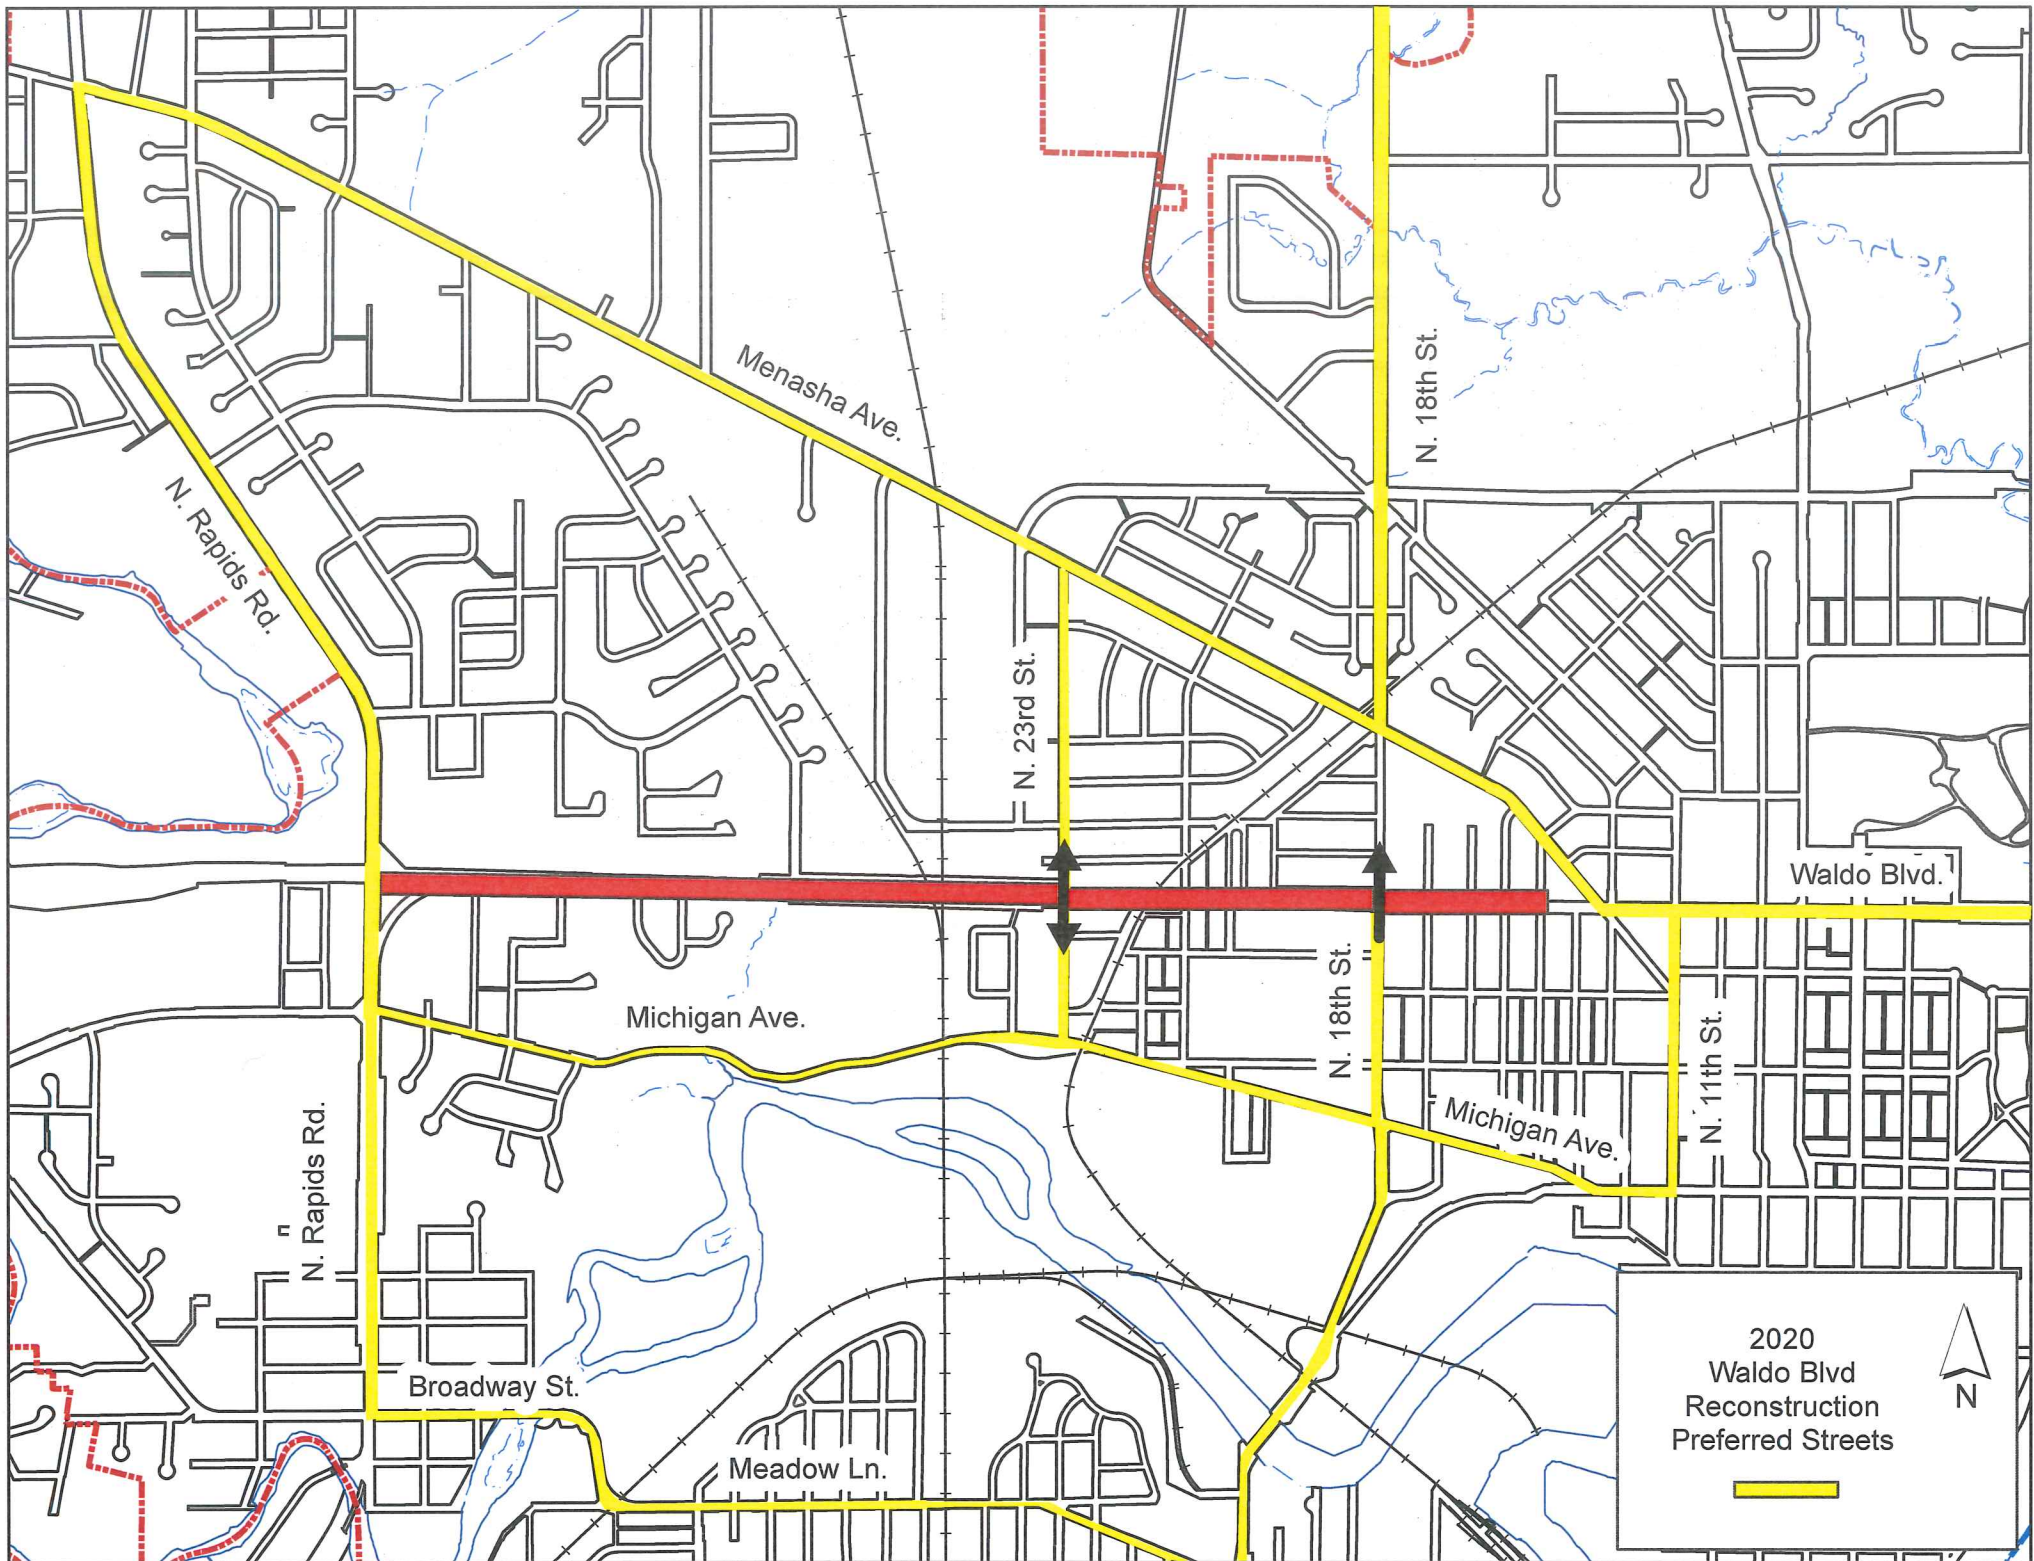 Menasha Ave.
N. 18th St.
N. Rapids Rd.
N. 23rd St.
Waldo Blvd.
Michigan Ave.
N. 18th St.
N. 11th St.
Michigan Ave.
N. Rapids Rd.
Broadway St.
Meadow Ln.
2020
Waldo Blvd
Reconstruction
Preferred Streets
N